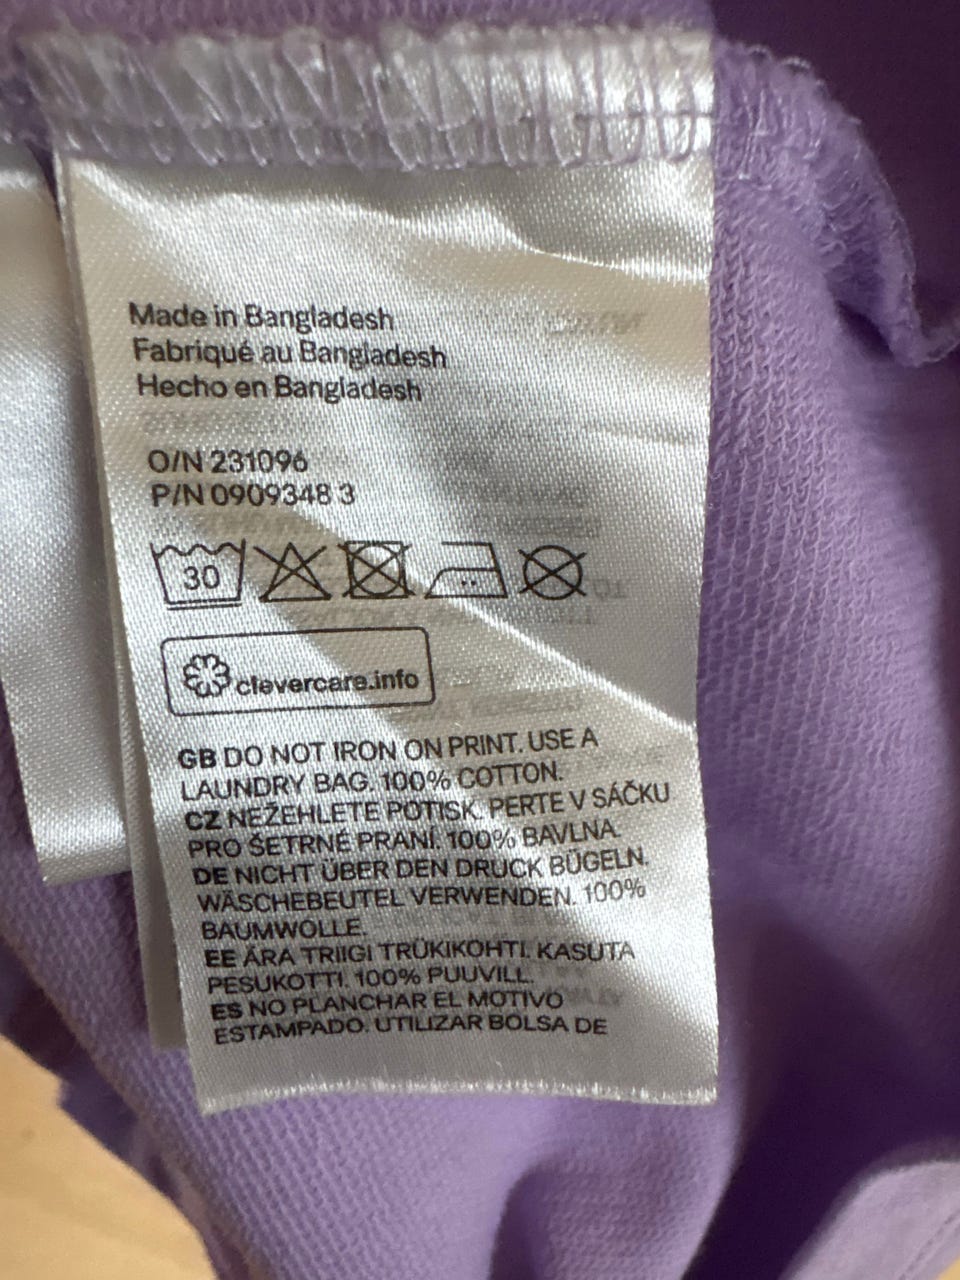 Made in Bangladesh
Fabriqué au Bangladesh
Hecho en Bangladesh
O/N 231096
P/N 0909348 3
30
clevercare.info
GB DO NOT IRON ON PRINT. USE A
LAUNDRY BAG. 100% COTTON.
CZ NEŽEHLETE POTISK. PERTE V SÁČKU
PRO ŠETRNÉ PRANÍ. 100% BAVLNA.
DE NICHT ÜBER DEN DRUCK BÜGELN.
WÄSCHEBEUTEL VERWENDEN. 100%
BAUMWOLLE.
EE ÄRA TRIIGI TRÜKIKOHTI. KASUTA
PESUKOTTI. 100% PUUVILL.
ES NO PLANCHAR EL MOTIVO
ESTAMPADO. UTILIZAR BOLSA DE